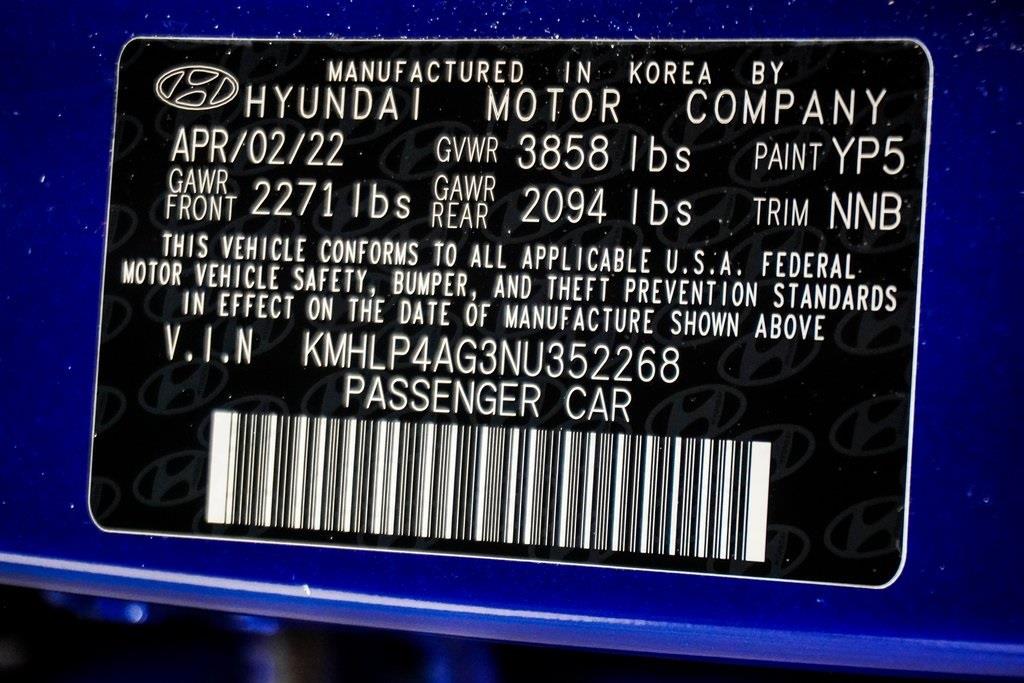 MANUFACTURED IN KOREA BY
HYUNDAI MOTOR COMPANY
APR/02/22 GVWR 3858 lbs PAINT YP5
GAWR FRONT 2271 lbs GAWR REAR 2094 lbs TRIM NNB
THIS VEHICLE CONFORMS TO ALL APPLICABLE U.S.A. FEDERAL
MOTOR VEHICLE SAFETY, BUMPER, AND THEFT PREVENTION STANDARDS
IN EFFECT ON THE DATE OF MANUFACTURE SHOWN ABOVE
V.I.N KMHLP4AG3NU352268
PASSENGER CAR